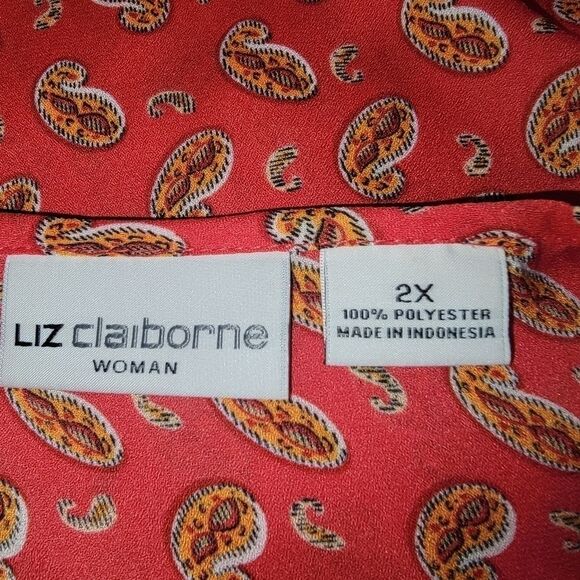 LIZ claiborne
WOMAN
2X
100% POLYESTER
MADE IN INDONESIA